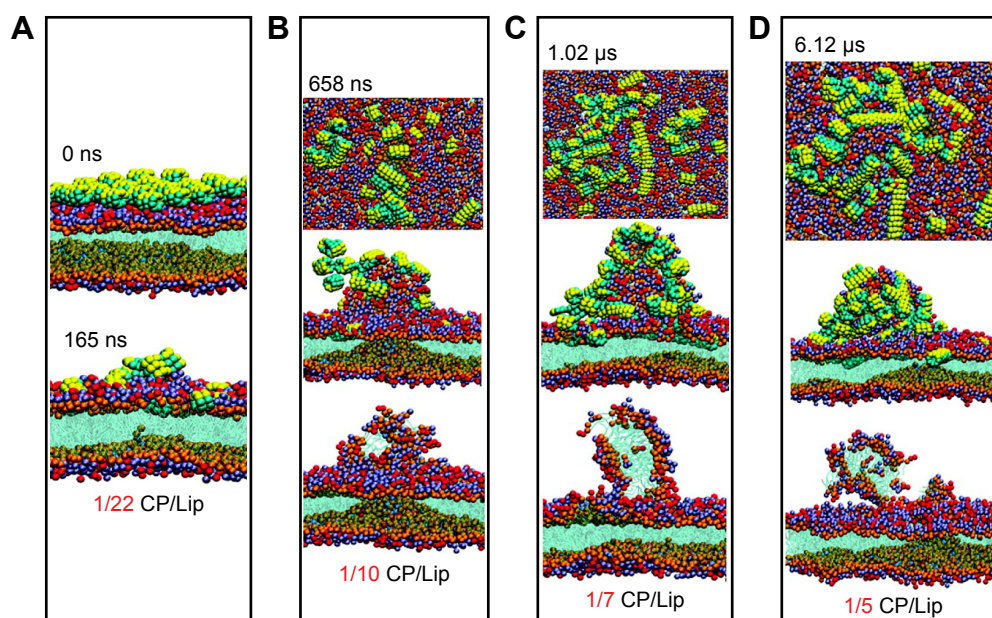 A
0 ns
165 ns
1/22 CP/Lip
B
658 ns
1/10 CP/Lip
C
1.02 µs
1/7 CP/Lip
D
6.12 µs
1/5 CP/Lip